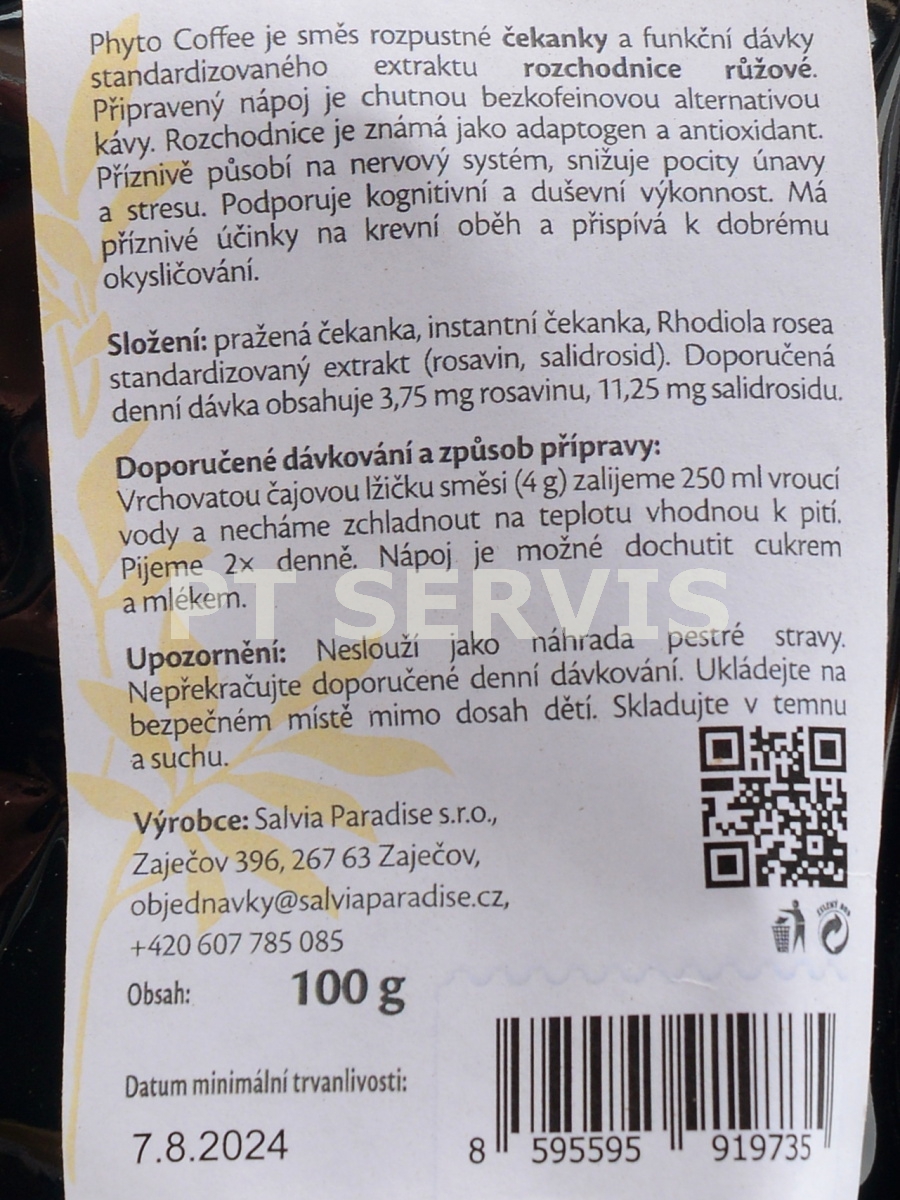 Phyto Coffee je směs rozpustné čekanky a funkční dávky
standardizovaného extraktu rozchodnice růžové.
Připravený nápoj je chutnou bezkofeinovou alternativou
kávy. Rozchodnice je známá jako adaptogen a antioxidant.
Příznivě působí na nervový systém, snižuje pocity únavy
a stresu. Podporuje kognitivní a duševní výkonnost. Má
příznivé účinky na krevní oběh a přispívá k dobrému
okysličování.
Složení: pražená čekanka, instantní čekanka, Rhodiola rosea
standardizovaný extrakt (rosavin, salidrosid). Doporučená
denní dávka obsahuje 3,75 mg rosavinu, 11,25 mg salidrosidu.
Doporučené dávkování a způsob přípravy:
Vrchovatou čajovou lžičku směsi (4 g) zalijeme 250 ml vroucí
vody a necháme zchladnout na teplotu vhodnou k pití.
Pijeme 2x denně. Nápoj je možné dochutit cukrem
a mlékem.
PT SERVIS
Upozornění: Neslouží jako náhrada pestré stravy.
Nepřekračujte doporučené denní dávkování. Ukládejte na
bezpečném místě mimo dosah dětí. Skladujte v temnu
a suchu.
Výrobce: Salvia Paradise s.r.o.,
Zaječov 396, 267 63 Zaječov,
objednavky@salviaparadise.cz,
+420 607 785 085
ZELENÝ BOD
Obsah: 100 g
Datum minimální trvanlivosti:
7.8.2024
8 595595 919735